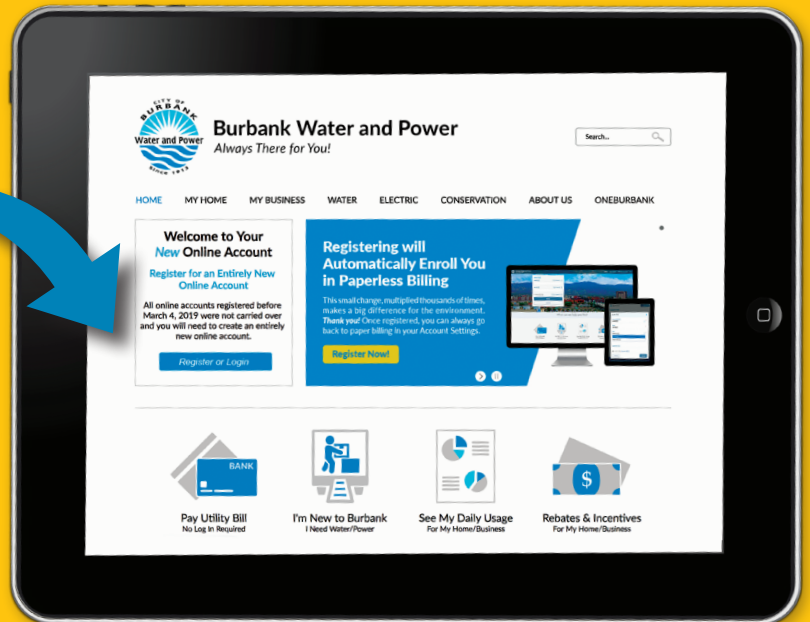 CITY OF
BURBANK
Water and Power
SINCE 1913
Burbank Water and Power
Always There for You!
Search...
HOME MY HOME MY BUSINESS WATER ELECTRIC CONSERVATION ABOUT US ONEBURBANK
Welcome to Your
New Online Account
Register for an Entirely New
Online Account
All online accounts registered before
March 4, 2019 were not carried over
and you will need to create an entirely
new online account.
Register or Login
Registering will
Automatically Enroll You
in Paperless Billing
This small change, multiplied thousands of times,
makes a big difference for the environment.
Thank you! Once registered, you can always go
back to paper billing in your Account Settings.
Register Now!
BANK
$
Pay Utility Bill
No Log In Required
I'm New to Burbank
I Need Water/Power
See My Daily Usage
For My Home/Business
Rebates & Incentives
For My Home/Business